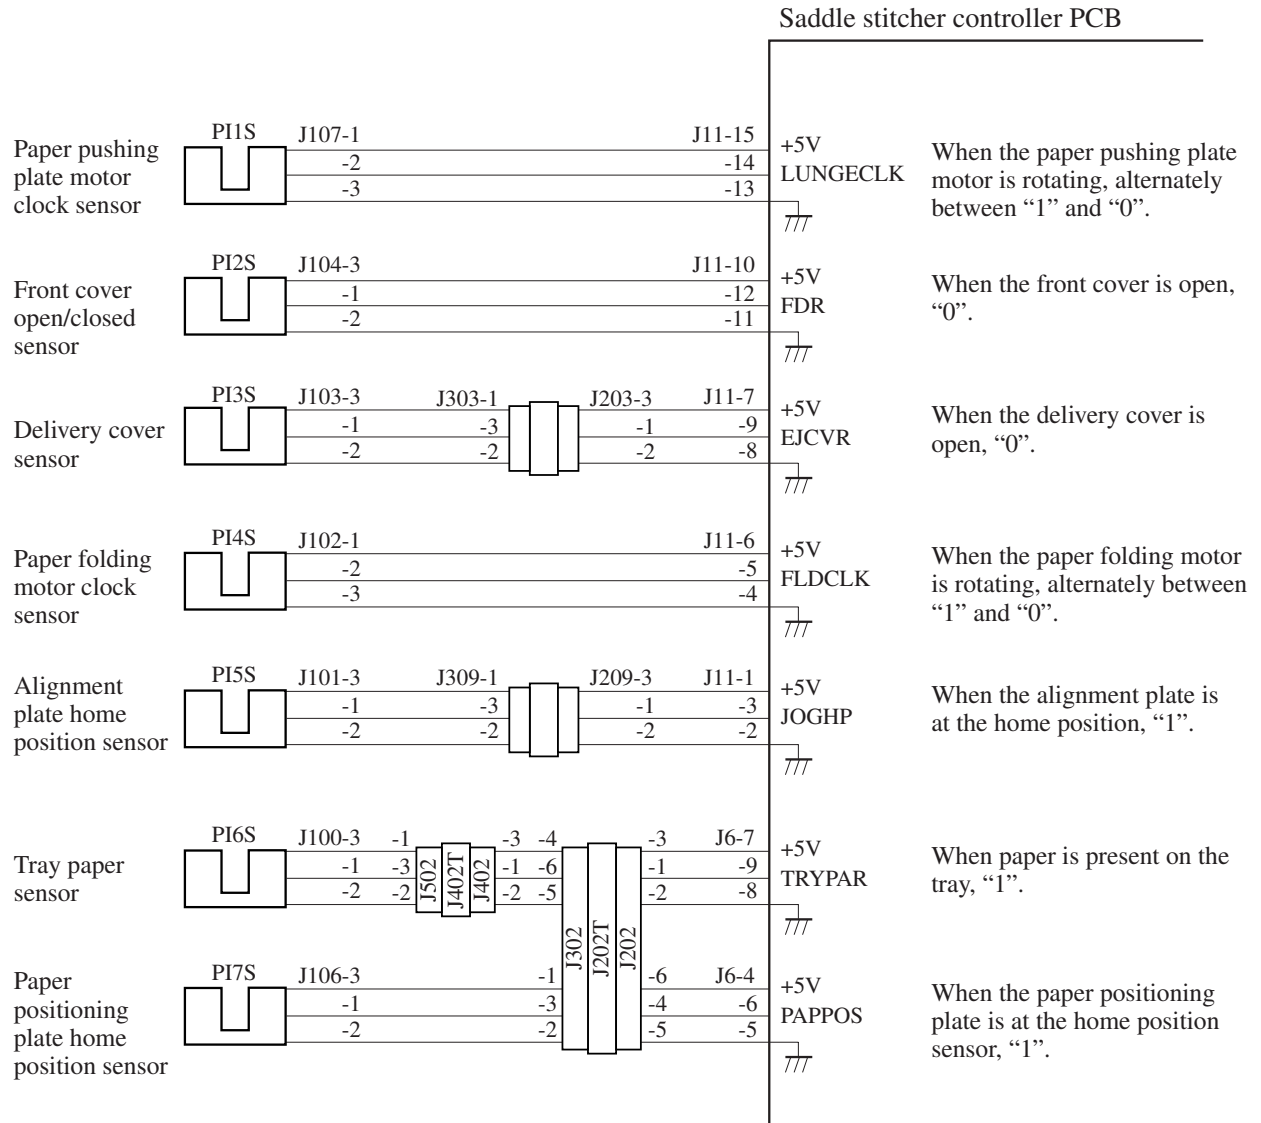 Saddle stitcher controller PCB
Paper pushing
plate motor
clock sensor
PI1S
J107-1
-2
-3
J11-15
-14
-13
+5V
LUNGECLK
When the paper pushing plate
motor is rotating, alternately
between “1” and “0”.
Front cover
open/closed
sensor
PI2S
J104-3
-1
-2
J11-10
-12
-11
+5V
FDR
When the front cover is open,
“0”.
Delivery cover
sensor
PI3S
J103-3
-1
-2
J303-1
-3
-2
J203-3
-1
-2
J11-7
-9
-8
+5V
EJCVR
When the delivery cover is
open, “0”.
Paper folding
motor clock
sensor
PI4S
J102-1
-2
-3
J11-6
-5
-4
+5V
FLDCLK
When the paper folding motor
is rotating, alternately between
“1” and “0”.
Alignment
plate home
position sensor
PI5S
J101-3
-1
-2
J309-1
-3
-2
J209-3
-1
-2
J11-1
-3
-2
+5V
JOGHP
When the alignment plate is
at the home position, “1”.
Tray paper
sensor
PI6S
J100-3
-1
-2
-1
-3
-2
J502
J402T
J402
-3
-1
-2
-4
-6
-5
J302
J202T
J202
-3
-1
-2
J6-7
-9
-8
+5V
TRYPAR
When paper is present on the
tray, “1”.
Paper
positioning
plate home
position sensor
PI7S
J106-3
-1
-2
-1
-3
-2
-6
-4
-5
J6-4
-6
-5
+5V
PAPPOS
When the paper positioning
plate is at the home position
sensor, “1”.